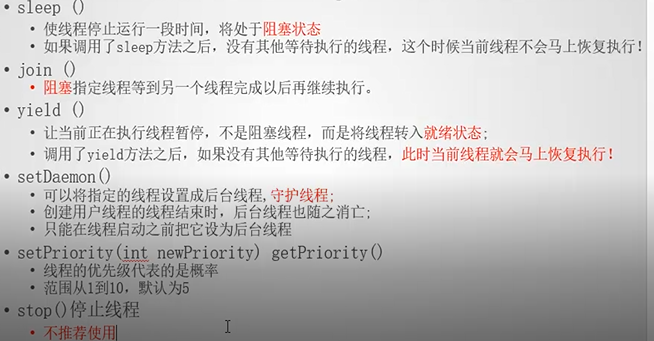 • sleep ()
• 使线程停止运行一段时间，将处于阻塞状态
• 如果调用了sleep方法之后，没有其他等待执行的线程，这个时候当前线程不会马上恢复执行！
• join ()
• 阻塞指定线程等到另一个线程完成以后再继续执行。
• yield ()
• 让当前正在执行线程暂停，不是阻塞线程，而是将线程转入就绪状态;
• 调用了yield方法之后，如果没有其他等待执行的线程，此时当前线程就会马上恢复执行！
• setDaemon()
• 可以将指定的线程设置成后台线程,守护线程;
• 创建用户线程的线程结束时，后台线程也随之消亡;
• 只能在线程启动之前把它设为后台线程
• setPriority(int newPriority) getPriority()
• 线程的优先级代表的是概率
• 范围从1到10，默认为5
• stop()停止线程
• 不推荐使用